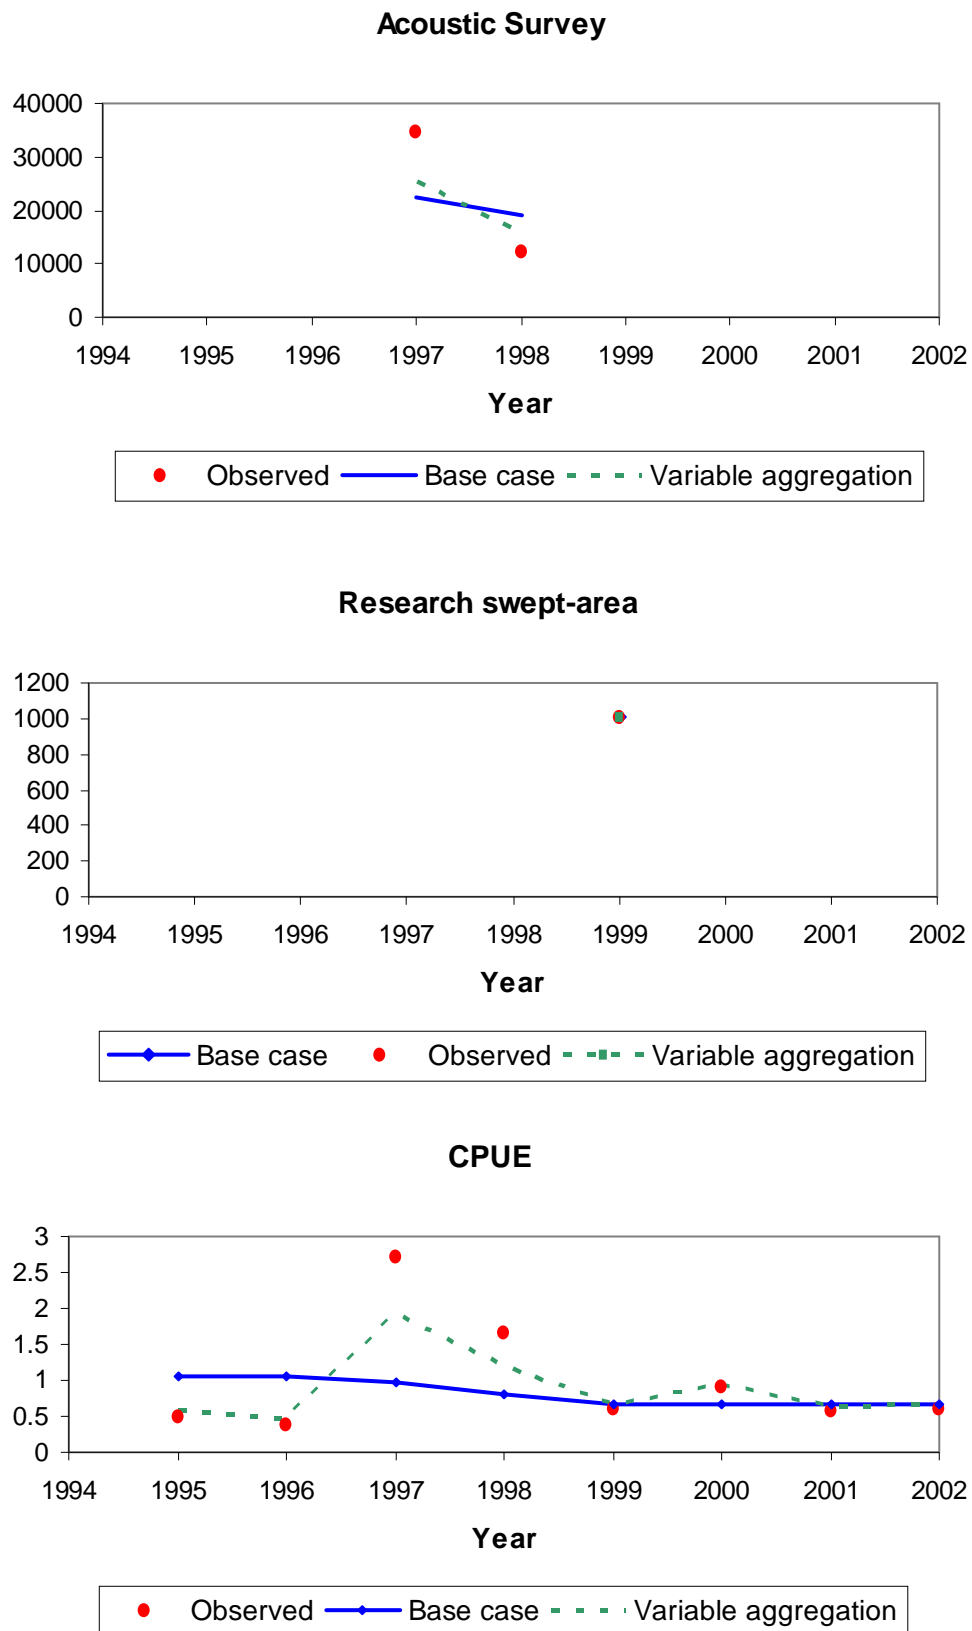 Acoustic Survey
40000
30000
20000
10000
0
1994 1995 1996 1997 1998 1999 2000 2001 2002
Year
Observed Base case Variable aggregation
Research swept-area
1200
1000
800
600
400
200
0
1994 1995 1996 1997 1998 1999 2000 2001 2002
Year
Base case Observed Variable aggregation
CPUE
3
2.5
2
1.5
1
0.5
0
1994 1995 1996 1997 1998 1999 2000 2001 2002
Year
Observed Base case Variable aggregation